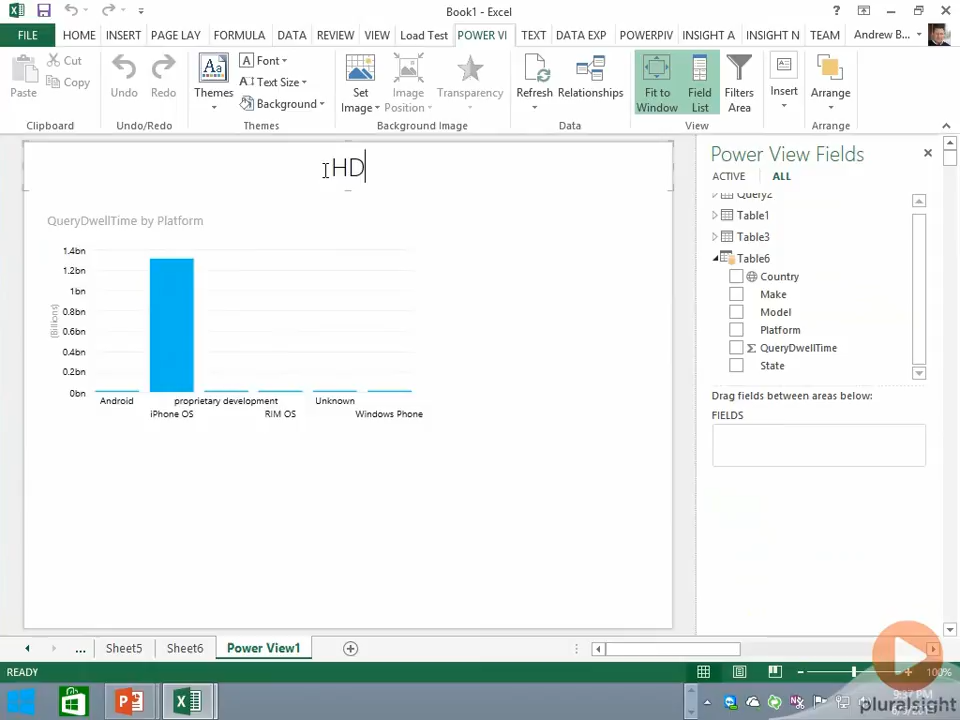 Book1 - Excel
FILE HOME INSERT PAGE LAY FORMULA DATA REVIEW VIEW Load Test POWER VI TEXT DATA EXP POWERPIV INSIGHT A INSIGHT N TEAM Andrew B...
Paste Cut Copy Undo Redo Themes Font Text Size Background Set Image Image Position Transparency Refresh Relationships Fit to Window Field List Filters Area Insert Arrange
Clipboard Undo/Redo Themes Background Image Data View Arrange
HD
Power View Fields
ACTIVE ALL
Query2
Table1
Table3
Table6
Country
Make
Model
Platform
Σ QueryDwellTime
State
Drag fields between areas below:
FIELDS
QueryDwellTime by Platform
(Billions)
1.4bn
1.2bn
1bn
0.8bn
0.6bn
0.4bn
0.2bn
0bn
Android proprietary development Unknown
iPhone OS RIM OS Windows Phone
... Sheet5 Sheet6 Power View1
READY 100%
9:37 PM
pluralsight